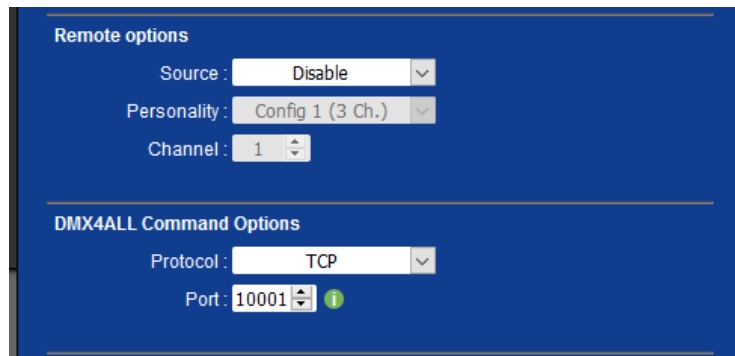 Remote options
Source : Disable
Personality : Config 1 (3 Ch.)
Channel : 1
DMX4ALL Command Options
Protocol : TCP
Port : 10001